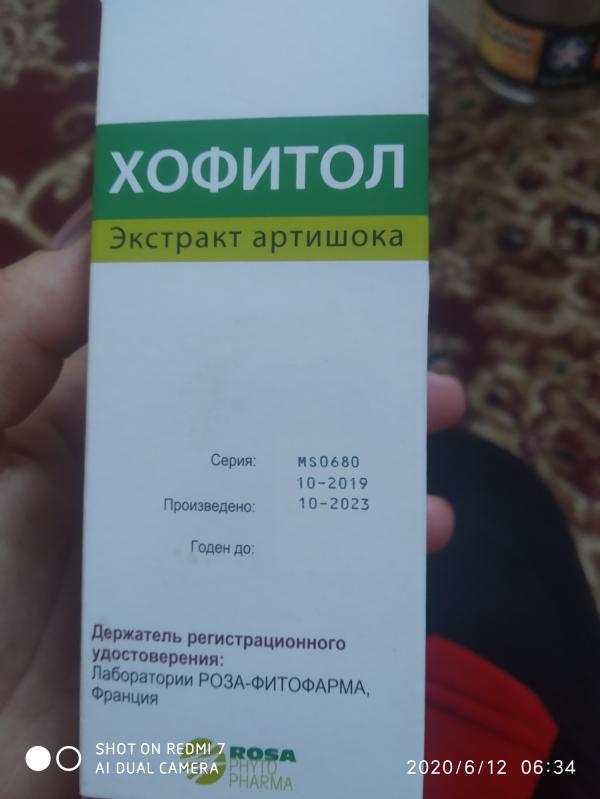 ХОФИТОЛ
Экстракт артишока
Серия: MS0680
10-2019
Произведено: 10-2023
Годен до:
Держатель регистрационного
удостоверения:
Лаборатории РОЗА-ФИТОФАРМА,
Франция
ROSA
PHYTO
PHARMA
SHOT ON REDMI 7
AI DUAL CAMERA
2020/6/12 06:34